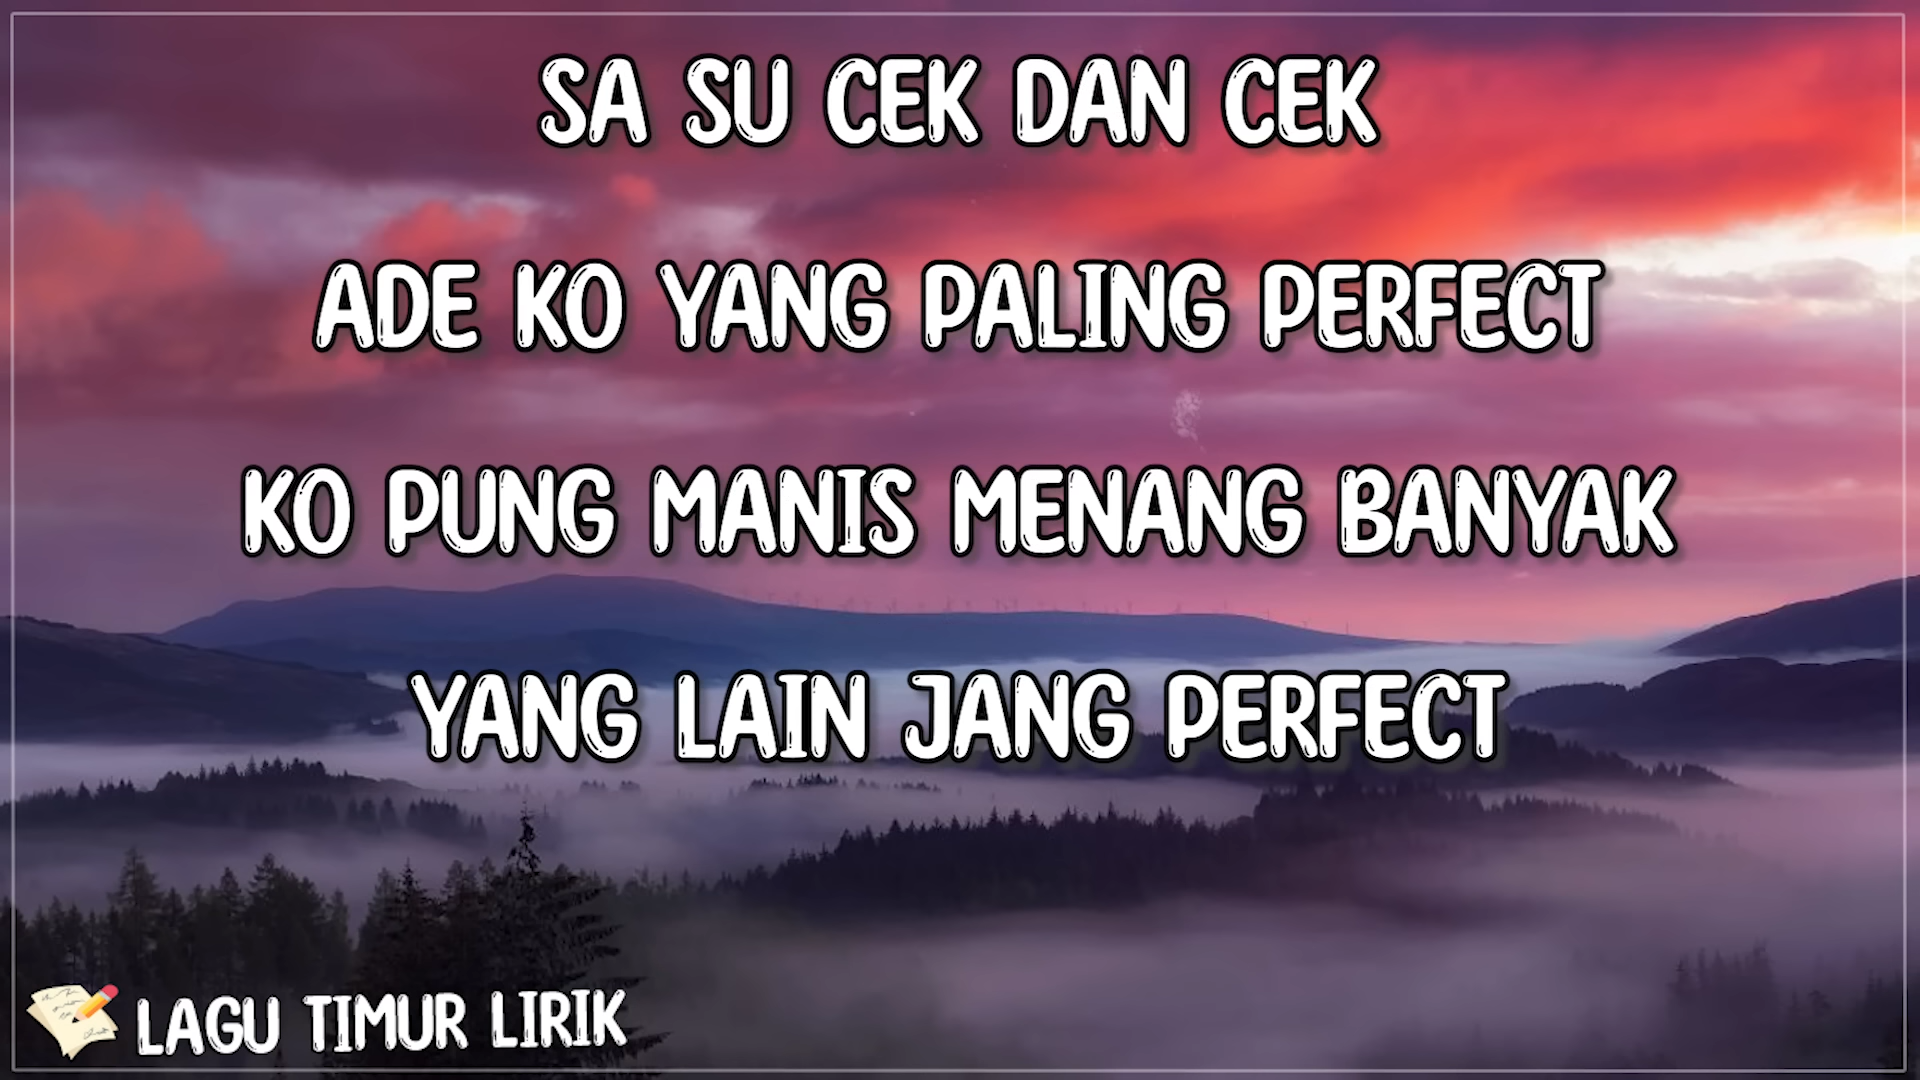 SA SU CEK DAN CEK
ADE KO YANG PALING PERFECT
KO PUNG MANIS MENANG BANYAK
YANG LAIN JANG PERFECT
LAGU TIMUR LIRIK